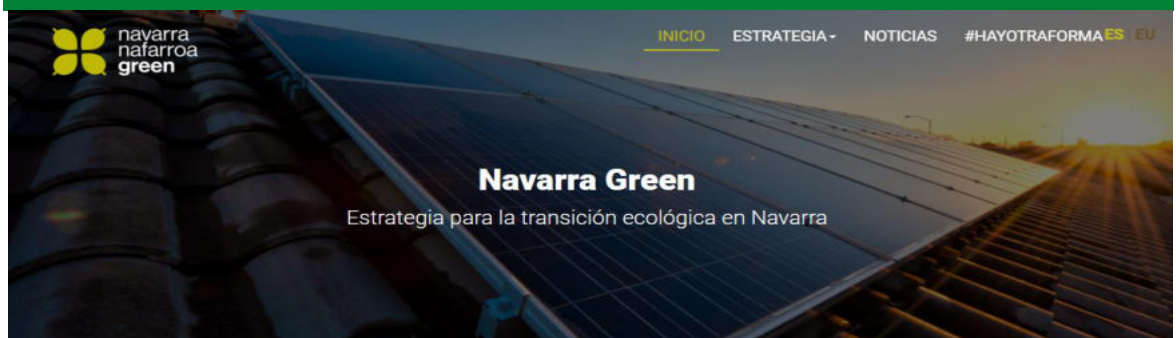 navarra
nafarroa
green
INICIO ESTRATEGIA NOTICIAS #HAYOTRAFORMA ES | EU
Navarra Green
Estrategia para la transición ecológica en Navarra